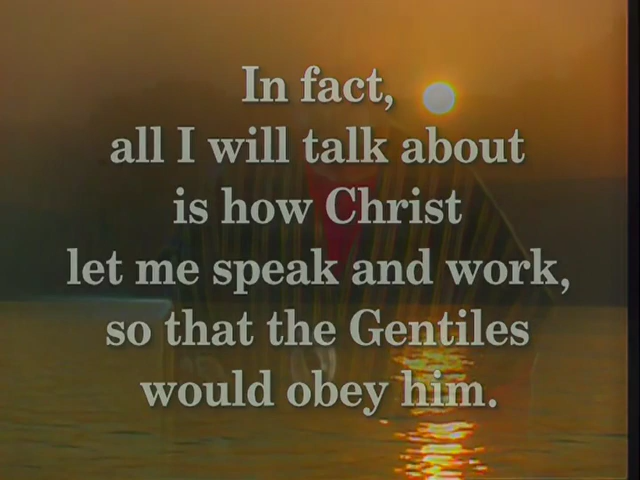 In fact,
all I will talk about
is how Christ
let me speak and work,
so that the Gentiles
would obey him.